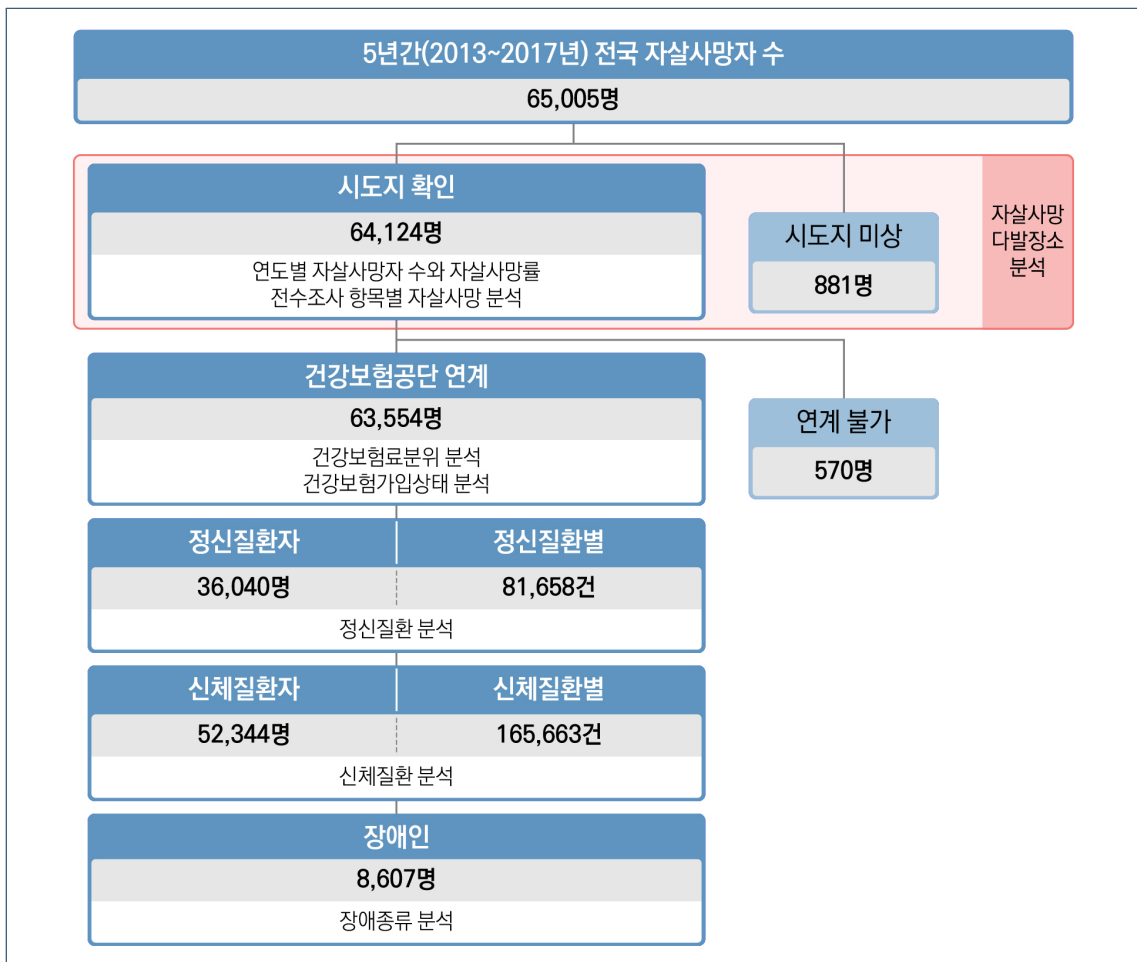 5년간(2013~2017년) 전국 자살사망자 수
65,005명
시도지 확인
64,124명
연도별 자살사망자 수와 자살사망률
전수조사 항목별 자살사망 분석
시도지 미상
881명
자살사망
다발장소
분석
건강보험공단 연계
63,554명
건강보험료분위 분석
건강보험가입상태 분석
연계 불가
570명
정신질환자 정신질환별
36,040명 81,658건
정신질환 분석
신체질환자 신체질환별
52,344명 165,663건
신체질환 분석
장애인
8,607명
장애종류 분석